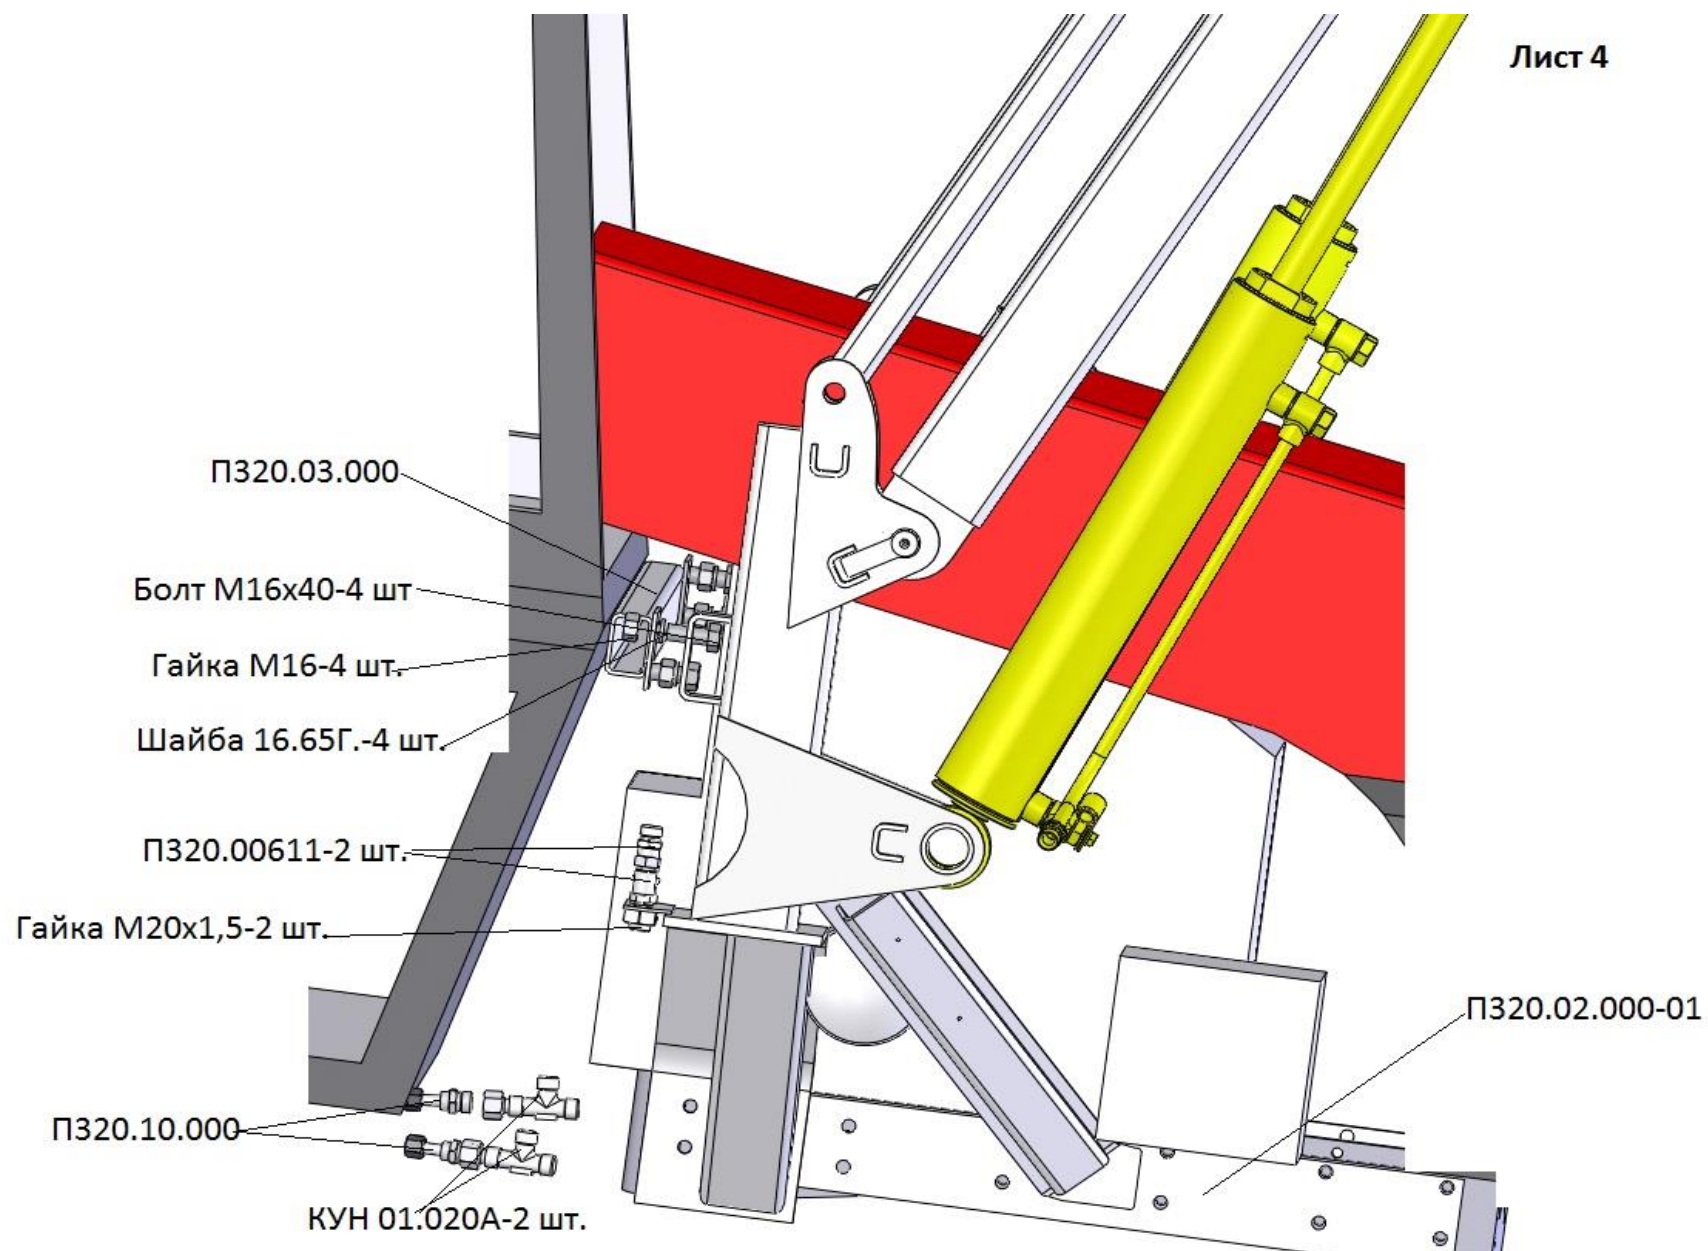 Лист 4
П320.03.000
Болт М16х40-4 шт
Гайка М16-4 шт.
Шайба 16.65Г.-4 шт.
П320.00611-2 шт.
Гайка М20х1,5-2 шт.
П320.02.000-01
П320.10.000
КУН 01.020А-2 шт.